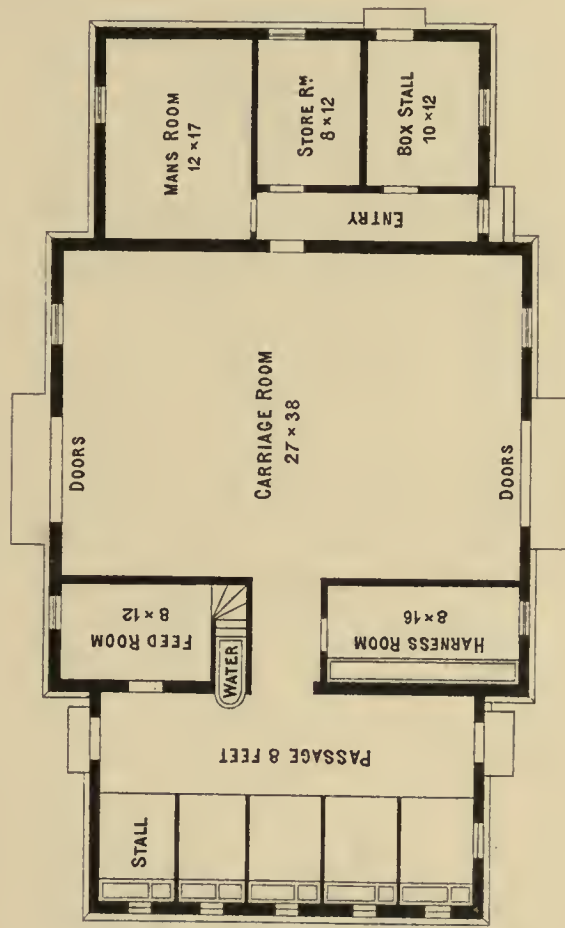 MANS ROOM
12 × 17
STORE RM
8 × 12
BOX STALL
10 × 12
ENTRY
DOORS
CARRIAGE ROOM
27 × 38
DOORS
FEED ROOM
8 × 12
WATER
HARNESS ROOM
8 × 16
PASSAGE 8 FEET
STALL